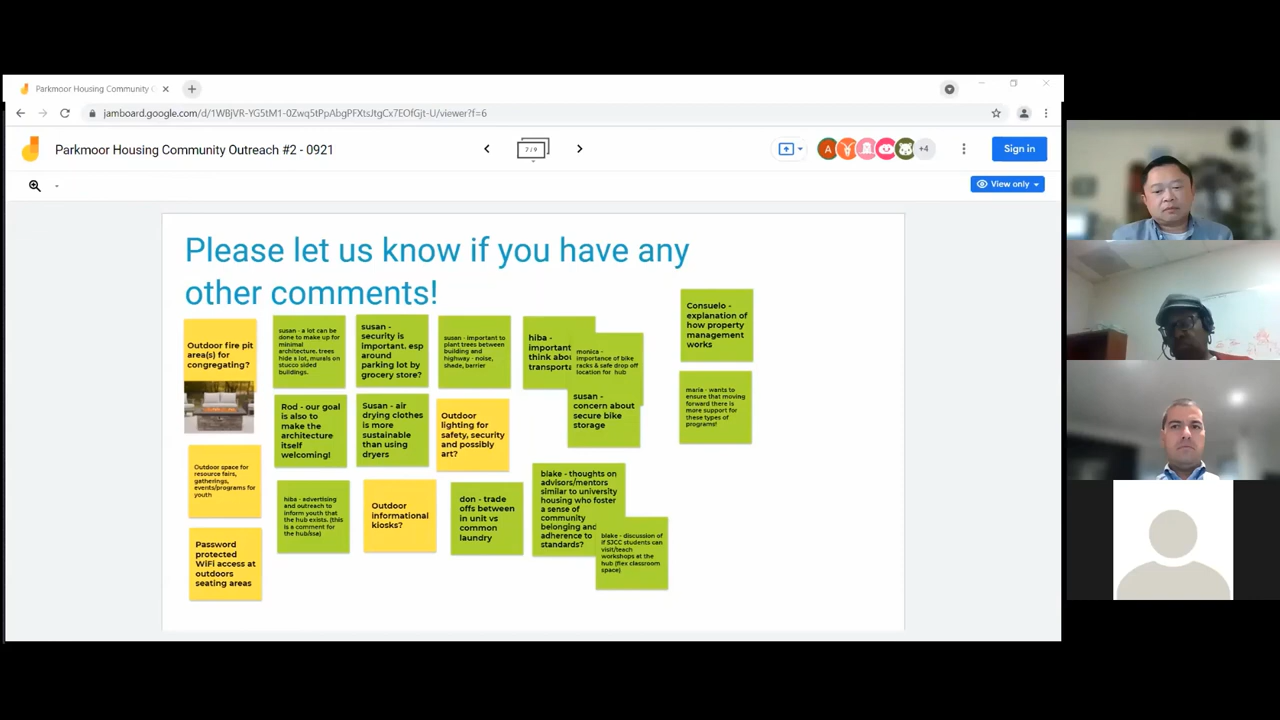 Parkmoor Housing Community
jamboard.google.com/d/1WBjVR-YG5tM1-0Zwq5tPpAbgPFXtsJtgCx7EOfGjt-U/viewer?f=6
Parkmoor Housing Community Outreach #2 - 0921
7 / 9
A
+4
Sign in
View only
Please let us know if you have any
other comments!
Outdoor fire pit
area(s) for
congregating?
susan - a lot can be
done to make up for
minimal
architecture, trees
hide a lot, murals on
stucco sided
buildings.
susan -
security is
important. esp
around
parking lot by
grocery store?
susan - important to
plant trees between
building and
highway - noise,
shade, barrier
hiba -
important
think about
monica -
importance of bike
racks & safe drop off
location for hub
susan -
concern about
secure bike
storage
Consuelo -
explanation of
how property
management
works
maria - wants to
ensure that moving
forward there is
more support for
these types of
programs!
Rod - our goal
is also to
make the
architecture
itself
welcoming!
Susan - air
drying clothes
is more
sustainable
than using
dryers
Outdoor
lighting for
safety, security
and possibly
art?
Outdoor space for
resource fairs,
gatherings,
events/programs for
youth
hiba - advertising
and outreach to
inform youth that
the hub exists. (this
is a comment for
the hub/ssa)
Outdoor
informational
kiosks?
don - trade
offs between
in unit vs
common
laundry
blake - thoughts on
advisors/mentors
similar to university
housing who foster
a sense of
community
belonging and
adherence to
standards?
blake - discussion of
if SJCC students can
visit/teach
workshops at the
hub (flex classroom
space)
Password
protected
WiFi access at
outdoors
seating areas